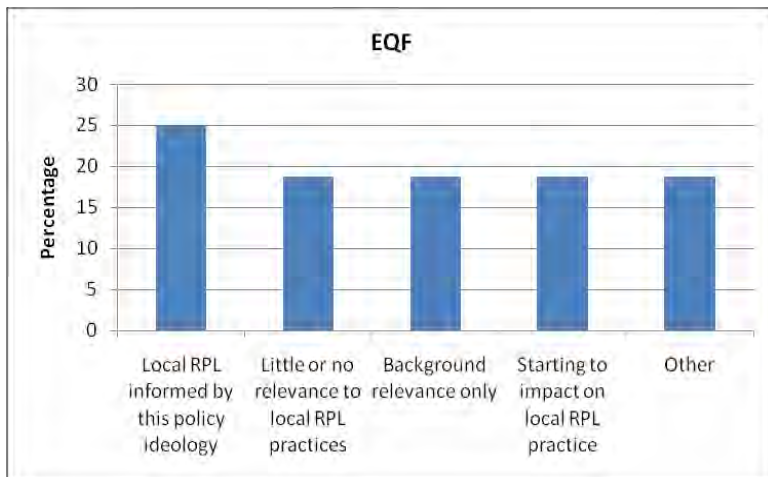 EQF
Percentage
30
25
20
15
10
5
0
Local RPL
informed by
this policy
ideology
Little or no
relevance to
local RPL
practices
Background
relevance only
Starting to
impact on
local RPL
practice
Other